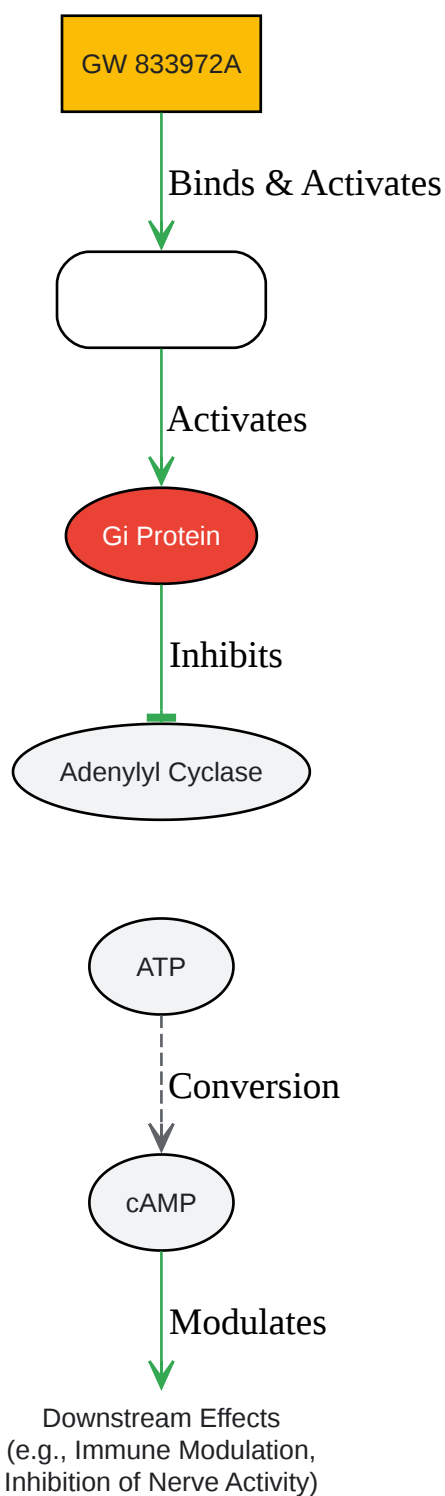 GW 833972A
Binds & Activates
Activates
Gi Protein
Inhibits
Adenylyl Cyclase
ATP
Conversion
cAMP
Modulates
Downstream Effects
(e.g., Immune Modulation,
Inhibition of Nerve Activity)